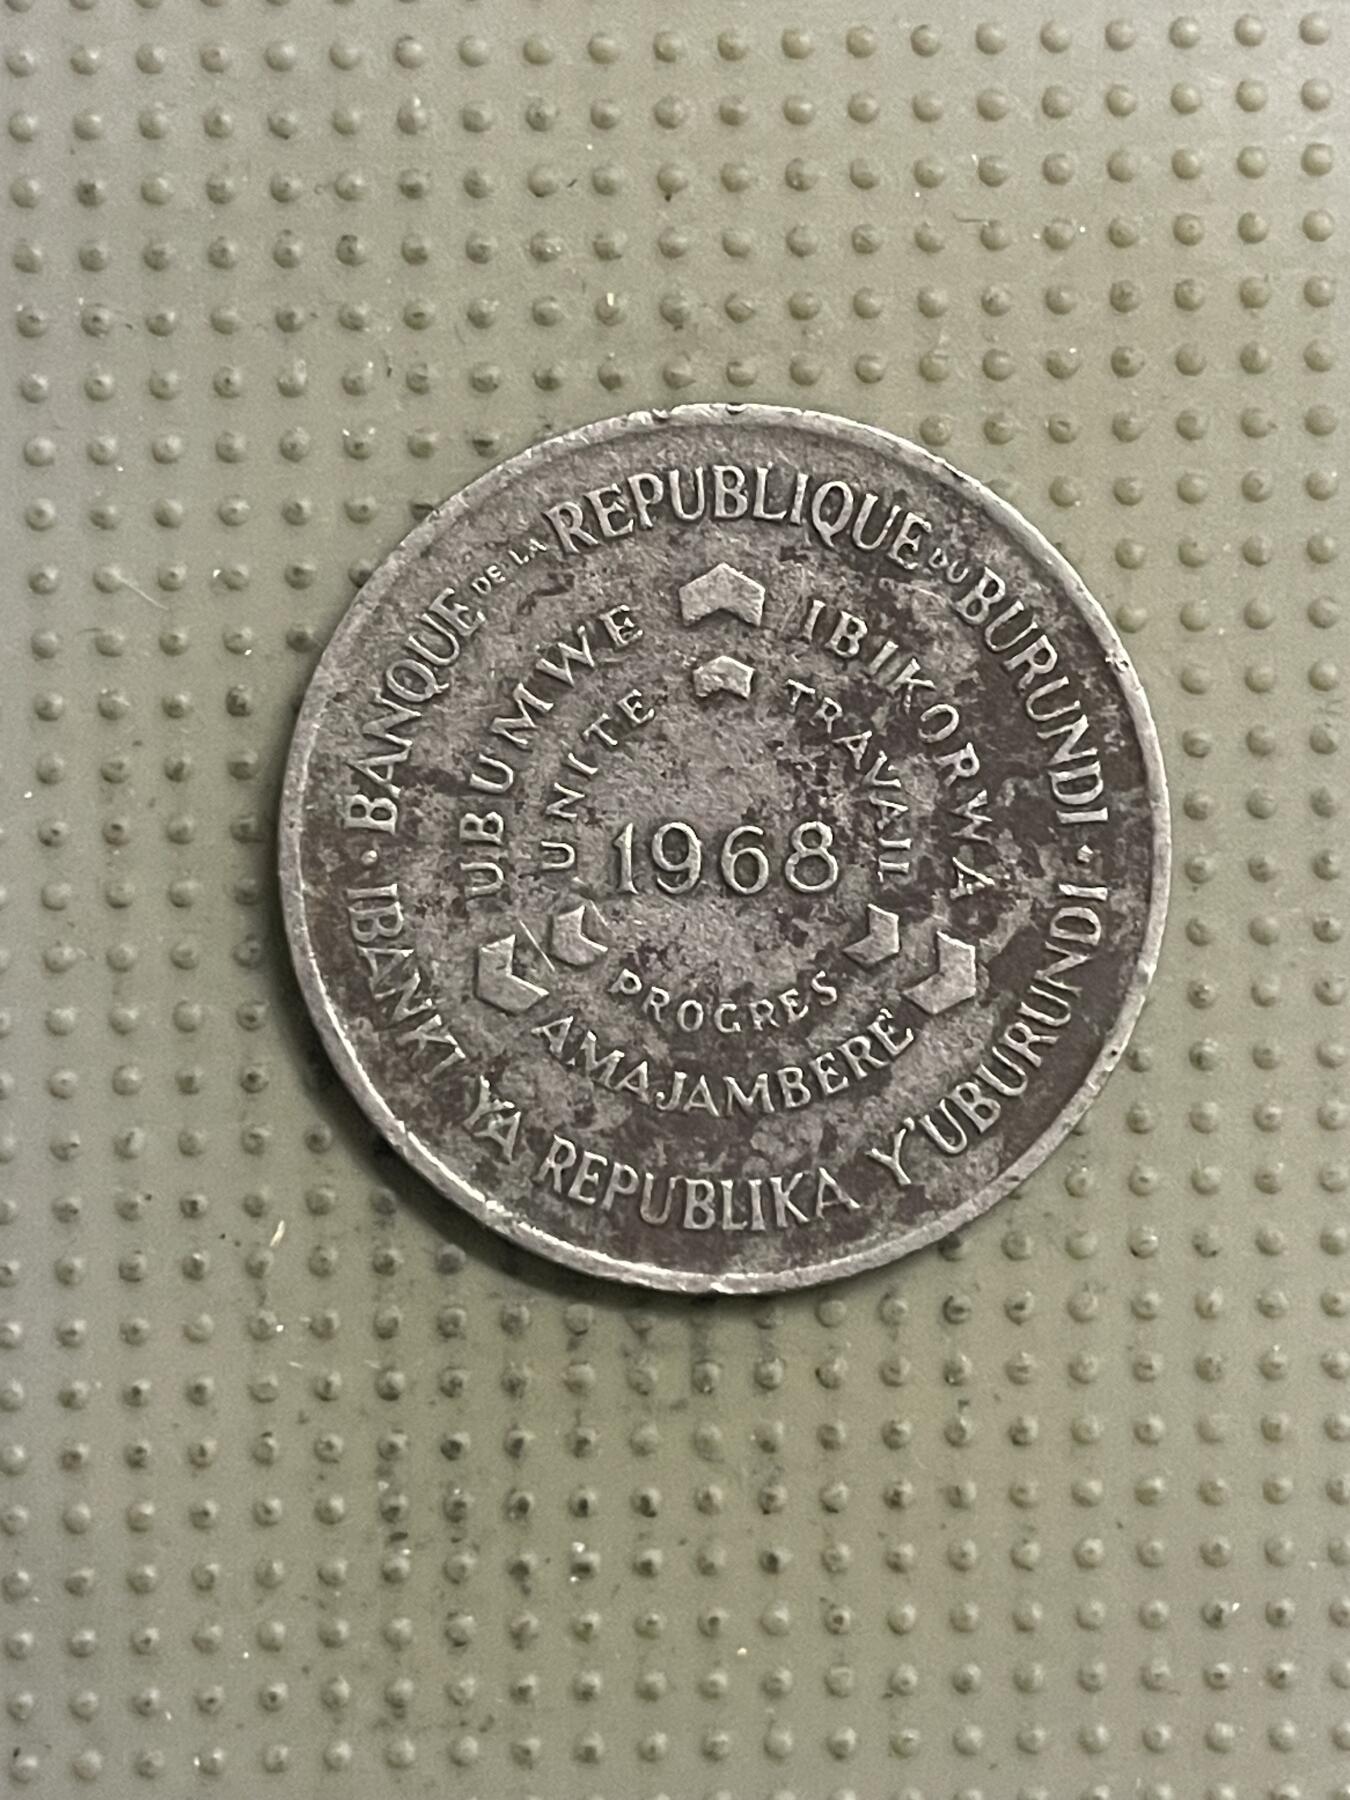 · BANQUE DE LA REPUBLIQUE DU BURUNDI ·
IBANKI YA REPUBLIKA Y'UBURUNDI
UBUMWE IBIKORWA AMAJAMBERE
UNITE TRAVAIL PROGRES
1968